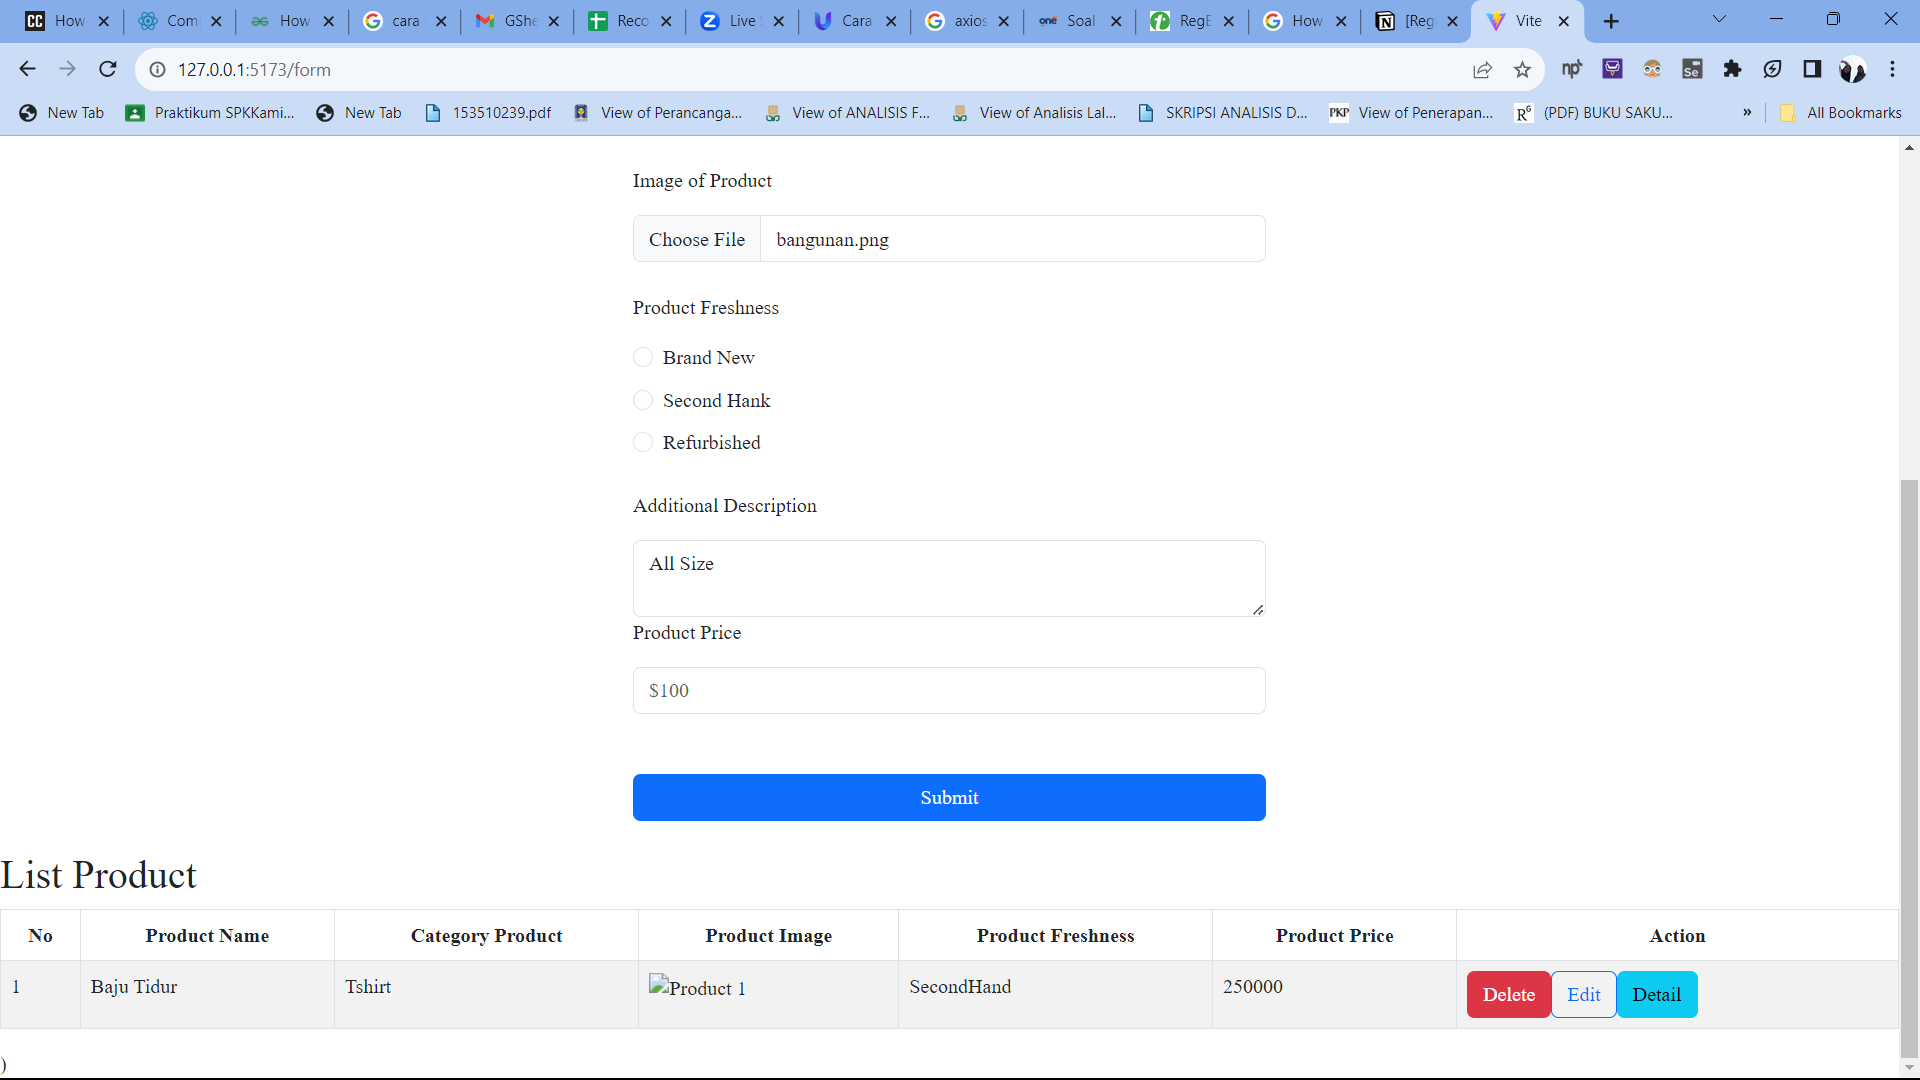 How Com How cara GShe Reco Live Cara axios one Soal RegE How [Reg Vite
127.0.0.1:5173/form
New Tab Praktikum SPKKami... New Tab 153510239.pdf View of Perancanga... View of ANALISIS F... View of Analisis Lal... SKRIPSI ANALISIS D... PKP View of Penerapan... (PDF) BUKU SAKU... » All Bookmarks
Image of Product
Choose File bangunan.png
Product Freshness
Brand New
Second Hank
Refurbished
Additional Description
All Size
Product Price
$100
Submit
List Product
No Product Name Category Product Product Image Product Freshness Product Price Action
1 Baju Tidur Tshirt Product 1 SecondHand 250000 Delete Edit Detail
)